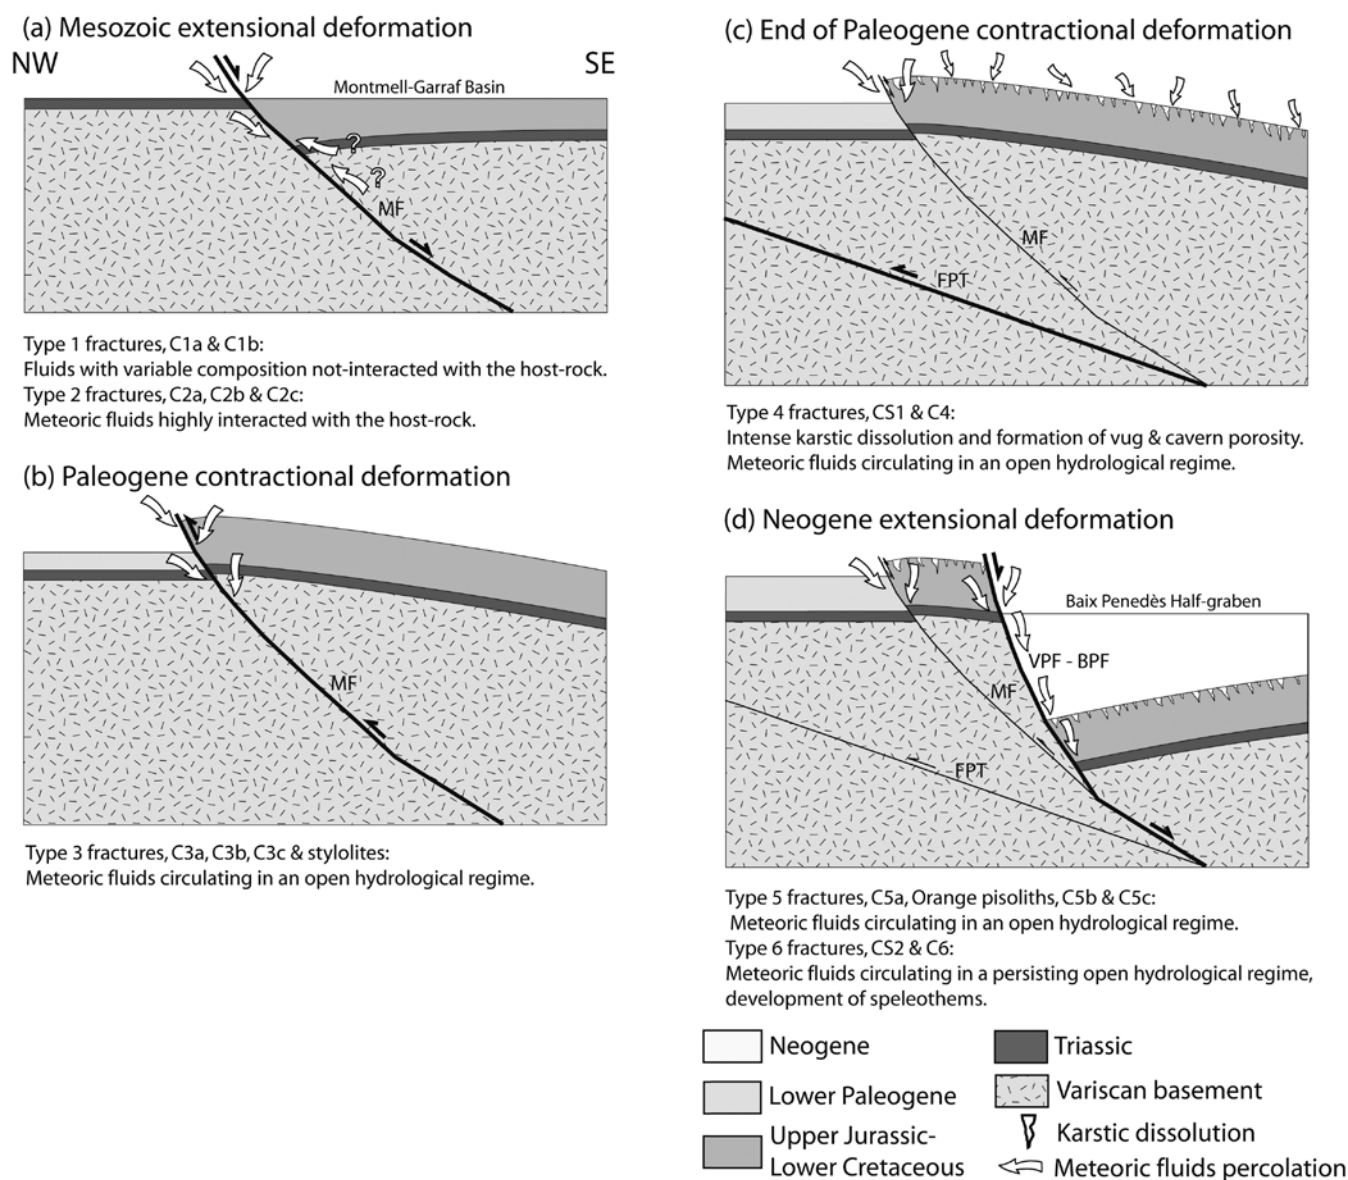 (a) Mesozoic extensional deformation
NW
SE
Montmell-Garraf Basin
?
?
MF
Type 1 fractures, C1a & C1b:
Fluids with variable composition not-interacted with the host-rock.
Type 2 fractures, C2a, C2b & C2c:
Meteoric fluids highly interacted with the host-rock.
(b) Paleogene contractional deformation
MF
Type 3 fractures, C3a, C3b, C3c & stylolites:
Meteoric fluids circulating in an open hydrological regime.
(c) End of Paleogene contractional deformation
MF
FPT
Type 4 fractures, CS1 & C4:
Intense karstic dissolution and formation of vug & cavern porosity.
Meteoric fluids circulating in an open hydrological regime.
(d) Neogene extensional deformation
Baix Penedès Half-graben
VPF - BPF
MF
FPT
Type 5 fractures, C5a, Orange pisoliths, C5b & C5c:
Meteoric fluids circulating in an open hydrological regime.
Type 6 fractures, CS2 & C6:
Meteoric fluids circulating in a persisting open hydrological regime,
development of speleothems.
Neogene
Lower Paleogene
Upper Jurassic-
Lower Cretaceous
Triassic
Variscan basement
Karstic dissolution
Meteoric fluids percolation